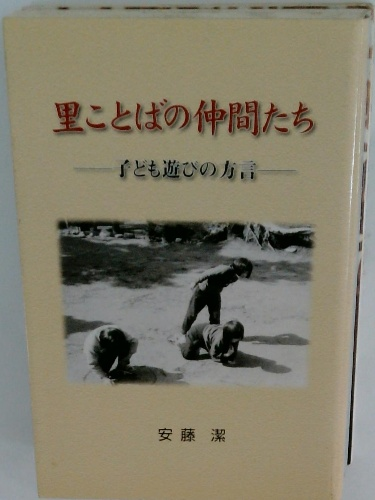 里ことばの仲間たち
―子ども遊びの方言―
安藤 潔